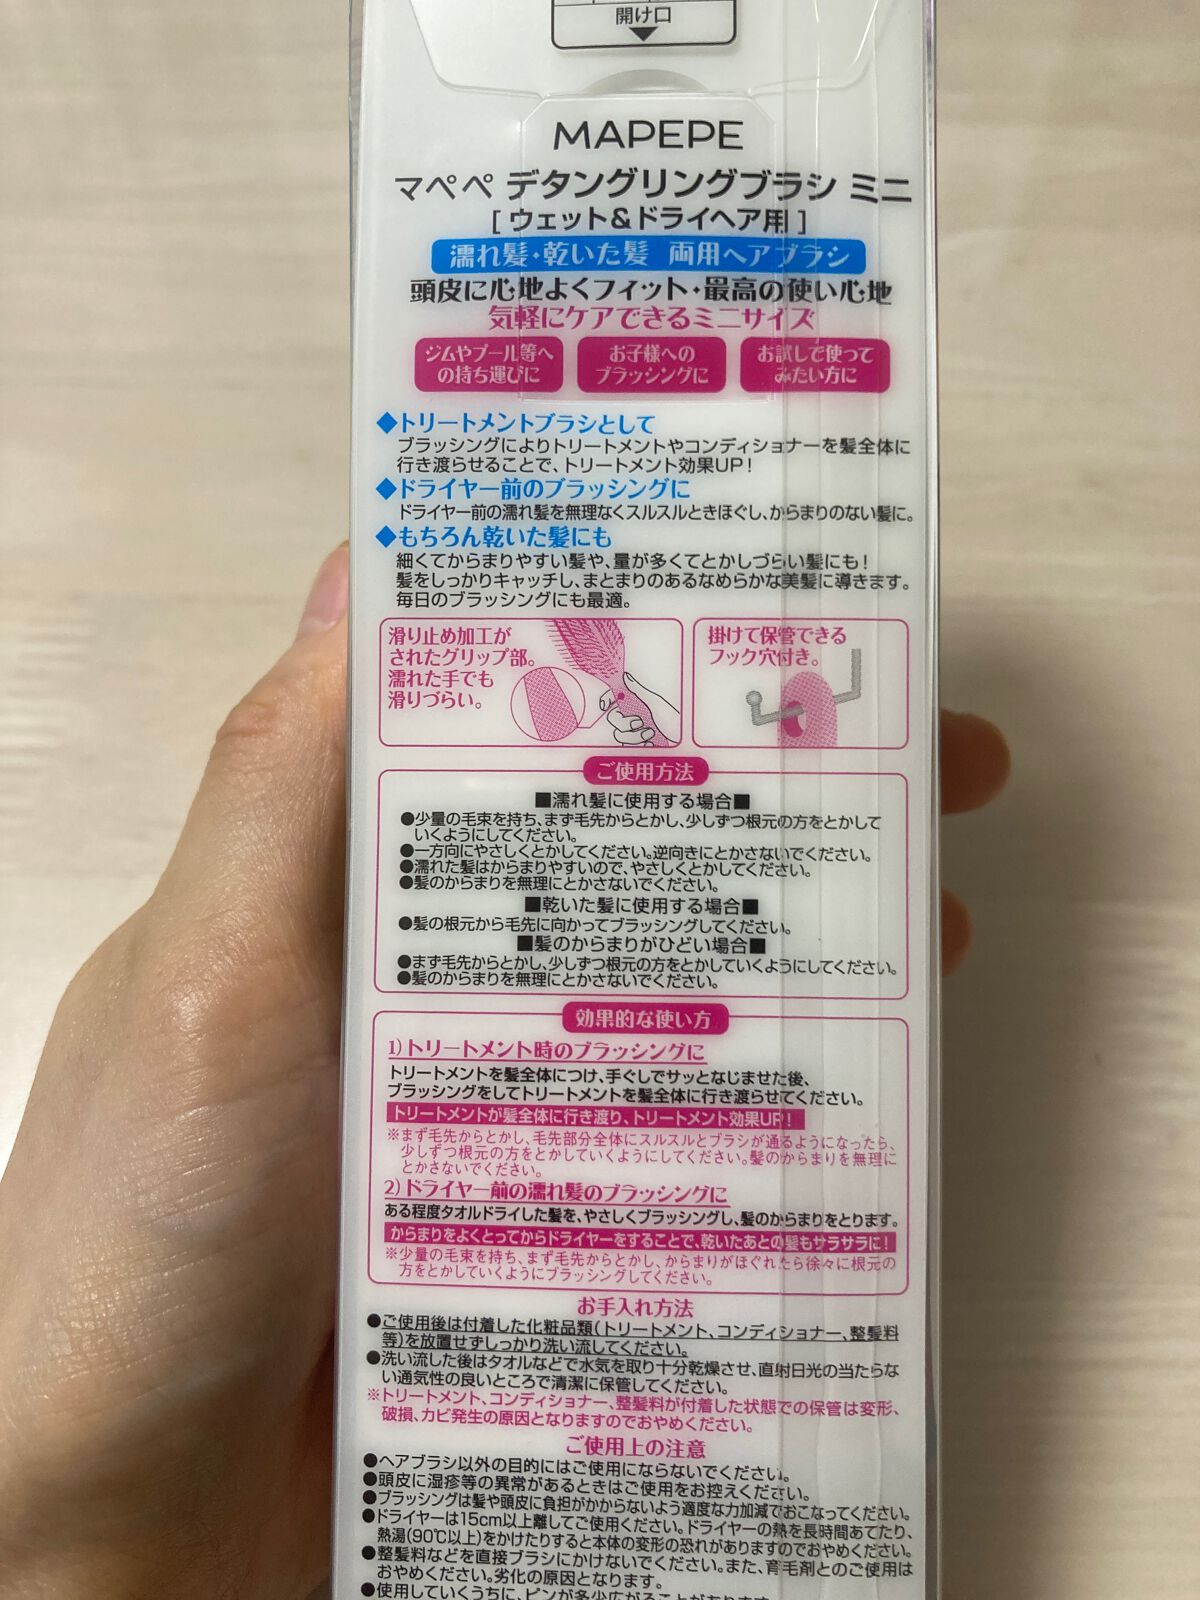 開け口
MAPEPE
マペペ デタングリングブラシ ミニ
[ ウェット&ドライヘア用 ]
濡れ髪・乾いた髪 両用ヘアブラシ
頭皮に心地よくフィット・最高の使い心地
気軽にケアできるミニサイズ
ジムやプール等へ
の持ち運びに
お子様への
ブラッシングに
お試しで使って
みたい方に
◆トリートメントブラシとして
ブラッシングによりトリートメントやコンディショナーを髪全体に
行き渡らせることで、トリートメント効果UP!
◆ドライヤー前のブラッシングに
ドライヤー前の濡れ髪を無理なくスルスルときほぐし、からまりのない髪に。
◆もちろん乾いた髪にも
細くてからまりやすい髪や、量が多くてとかしづらい髪にも!
髪をしっかりキャッチし、まとまりのあるなめらかな美髪に導きます。
毎日のブラッシングにも最適。
滑り止め加工が
されたグリップ部。
濡れた手でも
滑りづらい。
掛けて保管できる
フック穴付き。
ご使用方法
■濡れ髪に使用する場合■
●少量の毛束を持ち、まず毛先からとかし、少しずつ根元の方をとかして
いくようにしてください。
●一方向にやさしくとかしてください。逆向きにとかさないでください。
●濡れた髪はからまりやすいので、やさしくとかしてください。
●髪のからまりを無理にとかさないでください。
■乾いた髪に使用する場合■
●髪の根元から毛先に向かってブラッシングしてください。
■髪のからまりがひどい場合■
●まず毛先からとかし、少しずつ根元の方をとかしていくようにしてください。
●髪のからまりを無理にとかさないでください。
効果的な使い方
1)トリートメント時のブラッシングに
トリートメントを髪全体につけ、手ぐしでサッとなじませた後、
ブラッシングをしてトリートメントを髪全体に行き渡らせてください。
トリートメントが髪全体に行き渡り、トリートメント効果UP!
※まず毛先からとかし、毛先部分全体にスルスルとブラシが通るようになったら、
少しずつ根元の方をとかしていくようにしてください。髪のからまりを無理に
とかさないでください。
2)ドライヤー前の濡れ髪のブラッシングに
ある程度タオルドライした髪を、やさしくブラッシングし、髪のからまりをとります。
からまりをよくとってからドライヤーをすることで、乾いたあとの髪もサラサラに!
※少量の毛束を持ち、まず毛先からとかし、からまりがほぐれたら徐々に根元の
方をとかしていくようにブラッシングしてください。
お手入れ方法
●ご使用後は付着した化粧品類(トリートメント、コンディショナー、整髪料
等)を放置せずしっかり洗い流してください。
●洗い流した後はタオルなどで水気を取り十分乾燥させ、直射日光の当たらな
い通気性の良いところで清潔に保管してください。
※トリートメント、コンディショナー、整髪料が付着した状態での保管は変形、
破損、カビ発生の原因となりますのでおやめください。
ご使用上の注意
●ヘアブラシ以外の目的にはご使用にならないでください。
●頭皮に湿疹等の異常があるときはご使用をお控えください。
●ブラッシングは髪や頭皮に負担がかからないよう適度な力加減でおこなってください。
●ドライヤーは15cm以上離してご使用ください。ドライヤーの熱を長時間あてたり、
熱湯(90℃以上)をかけたりすると本体の変形の恐れがありますのでおやめください。
●整髪料などを直接ブラシにかけないでください。また、育毛剤とのご使用は
おやめください。劣化の原因となります。
●使用していくうちに、ピンが多少広がることがあります